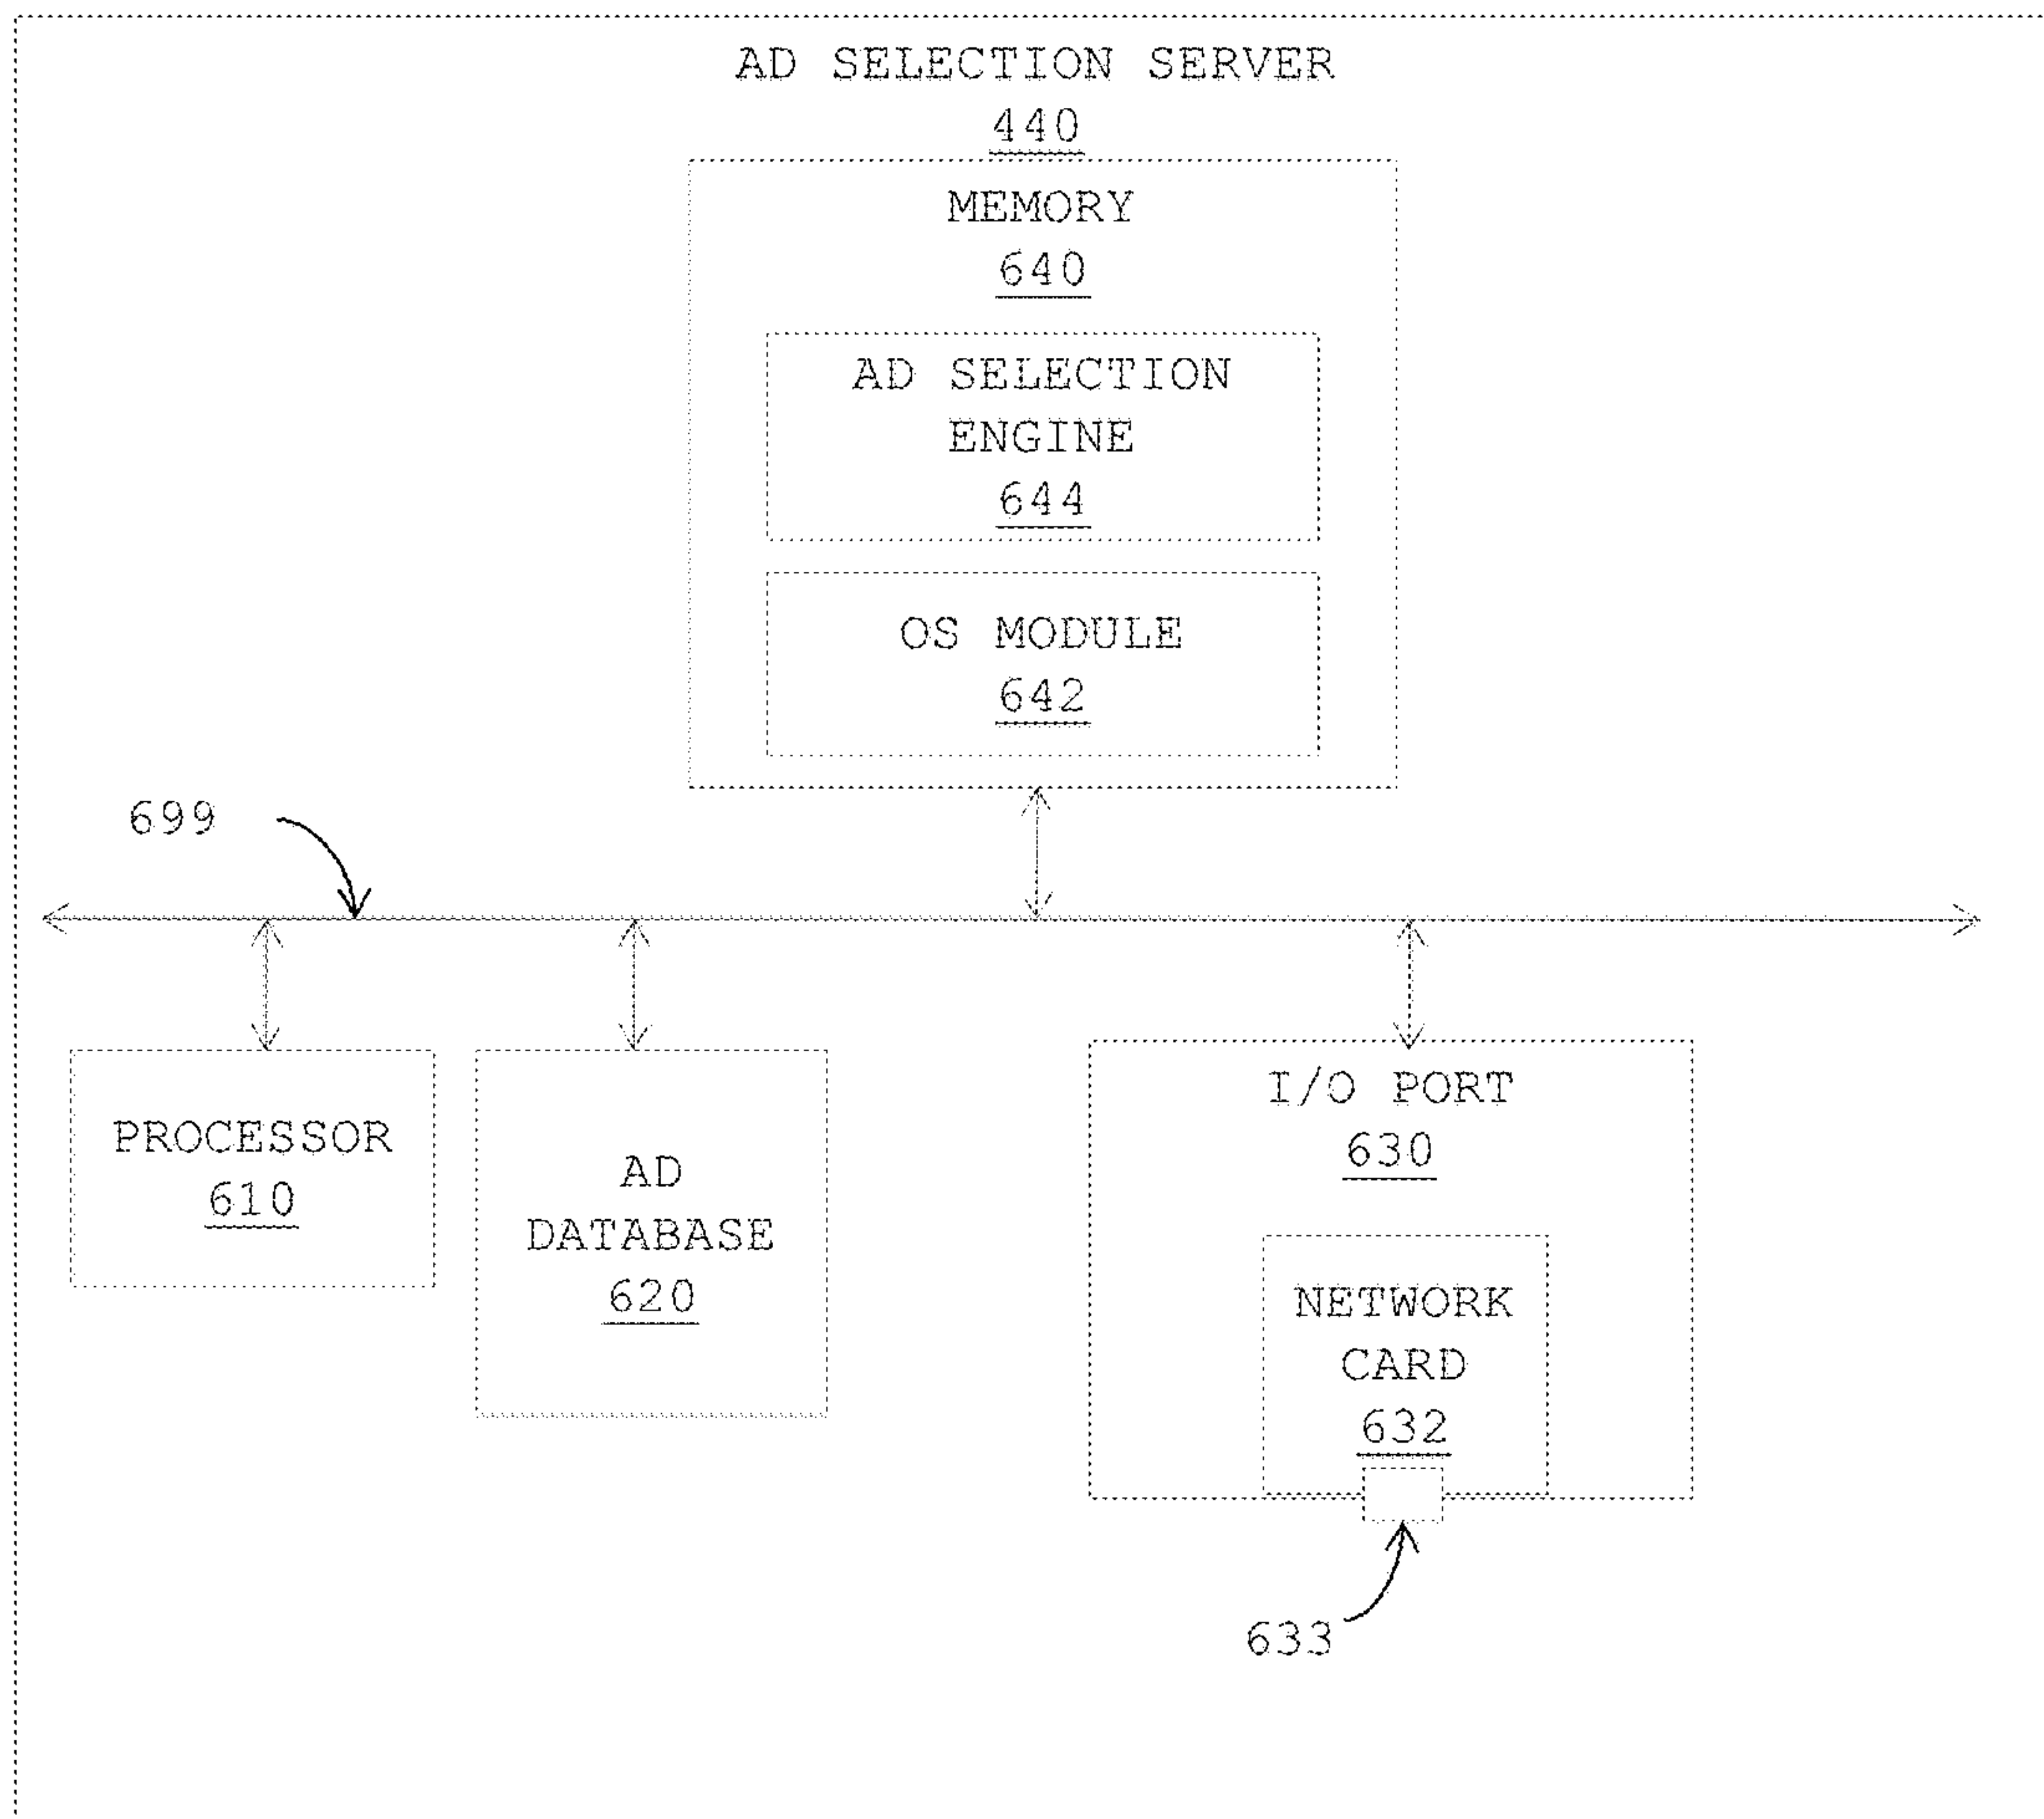 AD SELECTION SERVER
440
MEMORY
640
AD SELECTION
ENGINE
644
OS MODULE
642
699
PROCESSOR
610
AD
DATABASE
620
I/O PORT
630
NETWORK
CARD
632
633